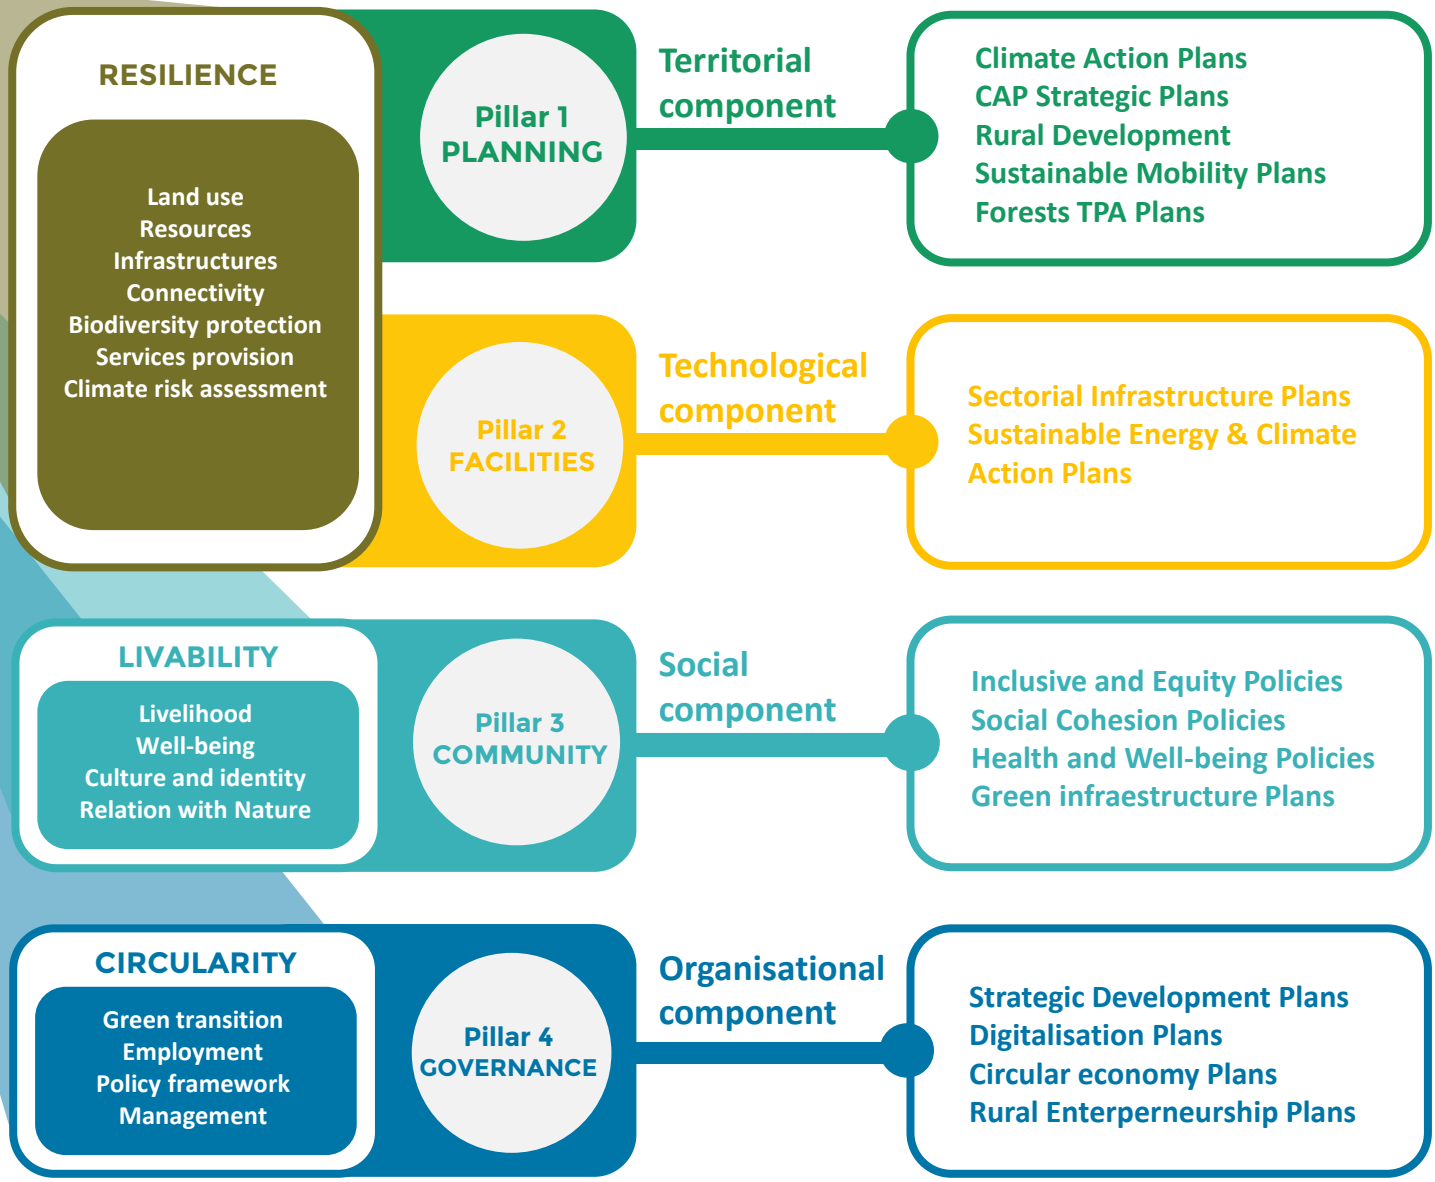 RESILIENCE
Land use
Resources
Infrastructures
Connectivity
Biodiversity protection
Services provision
Climate risk assessment
Pillar 1
PLANNING
Territorial
component
Climate Action Plans
CAP Strategic Plans
Rural Development
Sustainable Mobility Plans
Forests TPA Plans
Pillar 2
FACILITIES
Technological
component
Sectorial Infrastructure Plans
Sustainable Energy & Climate
Action Plans
LIVABILITY
Livelihood
Well-being
Culture and identity
Relation with Nature
Pillar 3
COMMUNITY
Social
component
Inclusive and Equity Policies
Social Cohesion Policies
Health and Well-being Policies
Green infraestructure Plans
CIRCULARITY
Green transition
Employment
Policy framework
Management
Pillar 4
GOVERNANCE
Organisational
component
Strategic Development Plans
Digitalisation Plans
Circular economy Plans
Rural Enterperneurship Plans